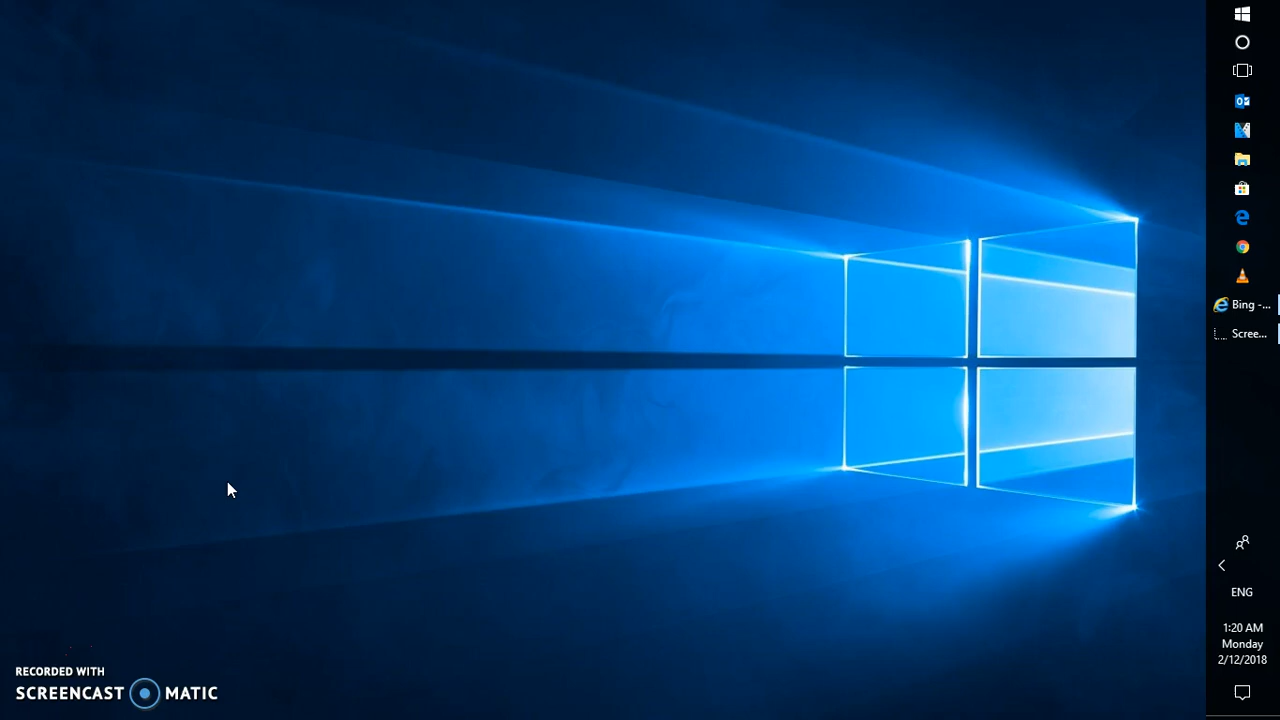 Bing -...
Scree...
ENG
1:20 AM
Monday
2/12/2018
RECORDED WITH
SCREENCAST MATIC